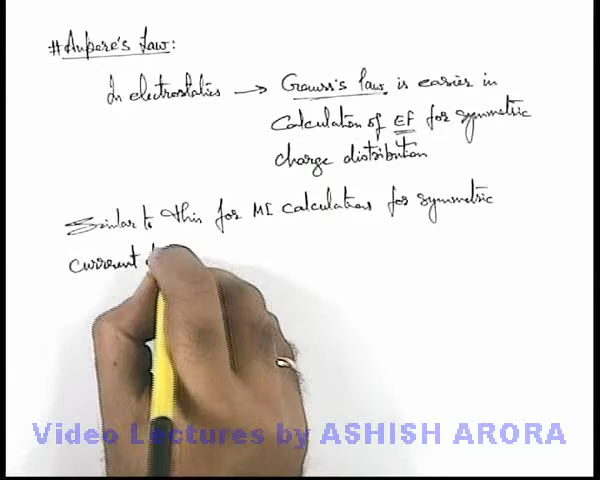 # Ampere's Law:
In electrostatics → Gauss's law is easier in
Calculation of EF for symmetric
charge distribution
Similar to this for MI calculations for symmetric
current
Video Lectures by ASHISH ARORA